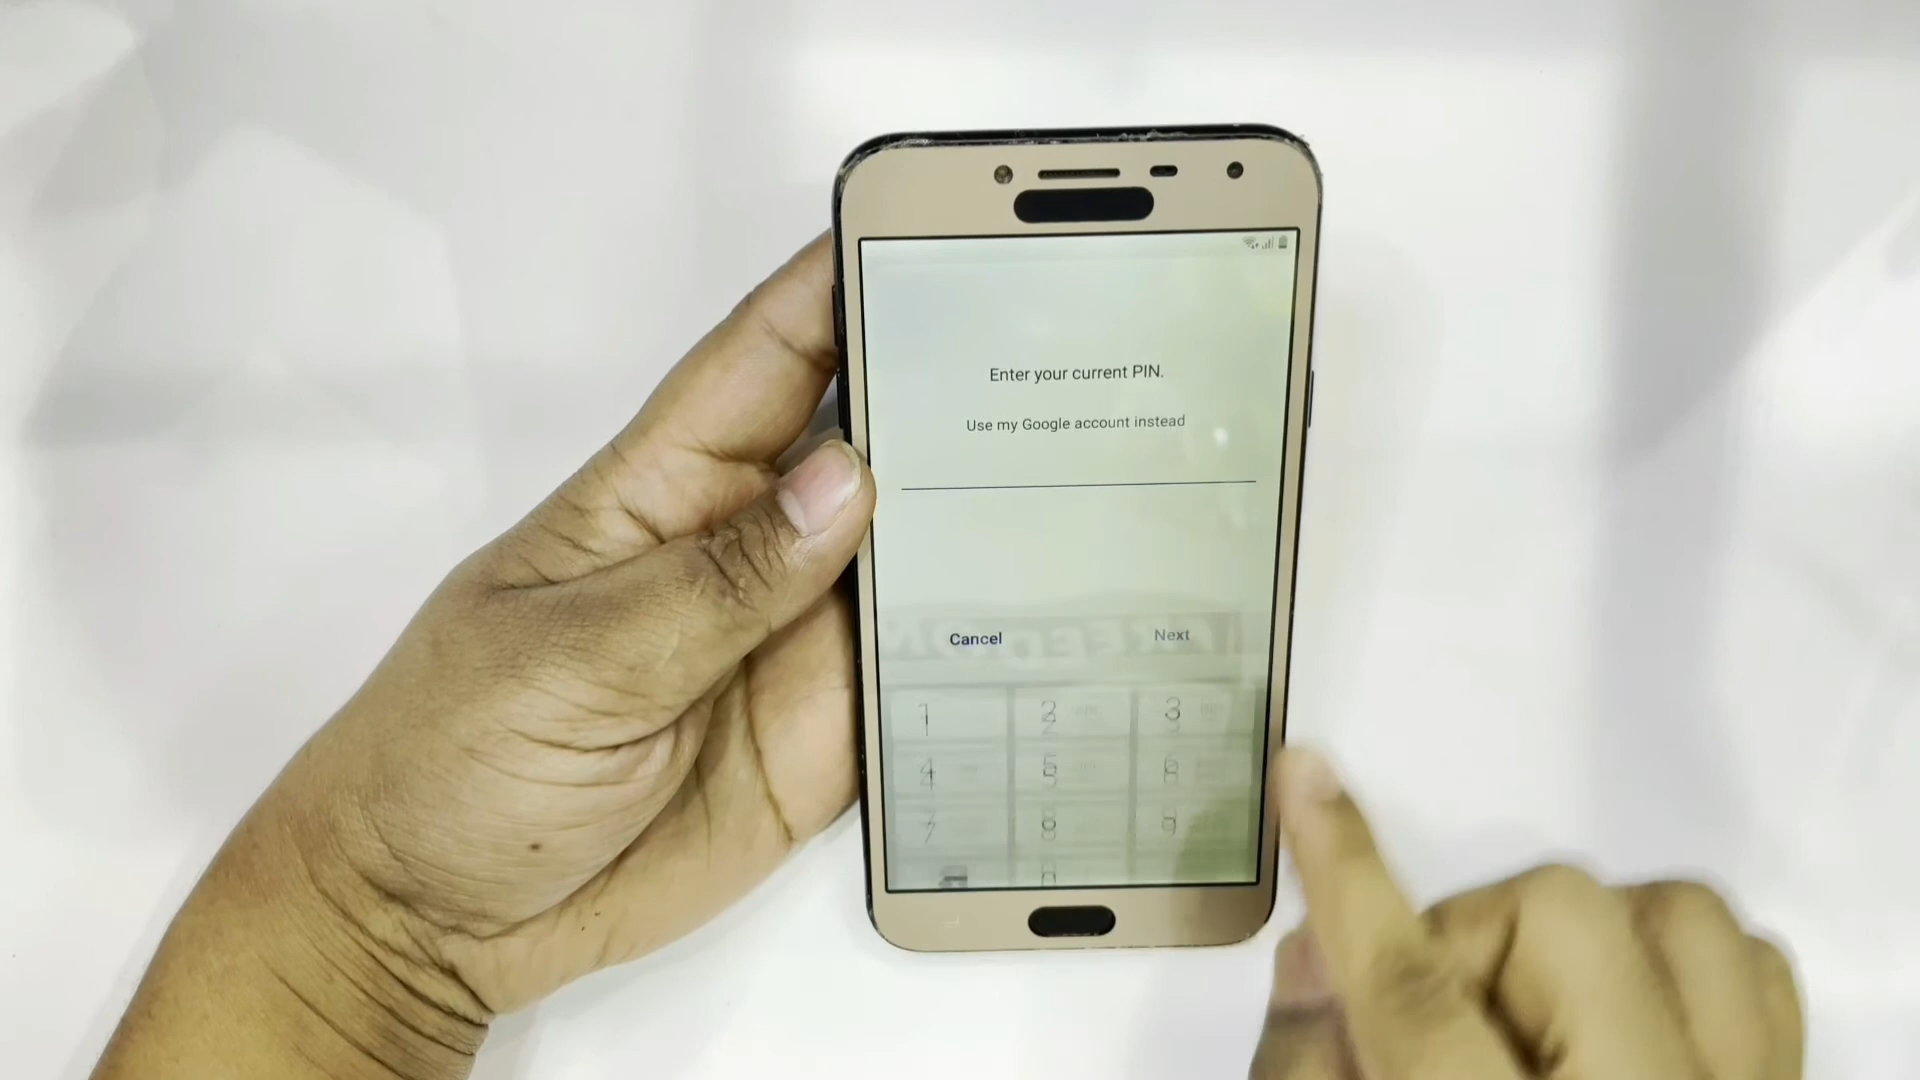 Enter your current PIN.
Use my Google account instead
Cancel Next
1 2 3
4 5 6
7 8 9
0